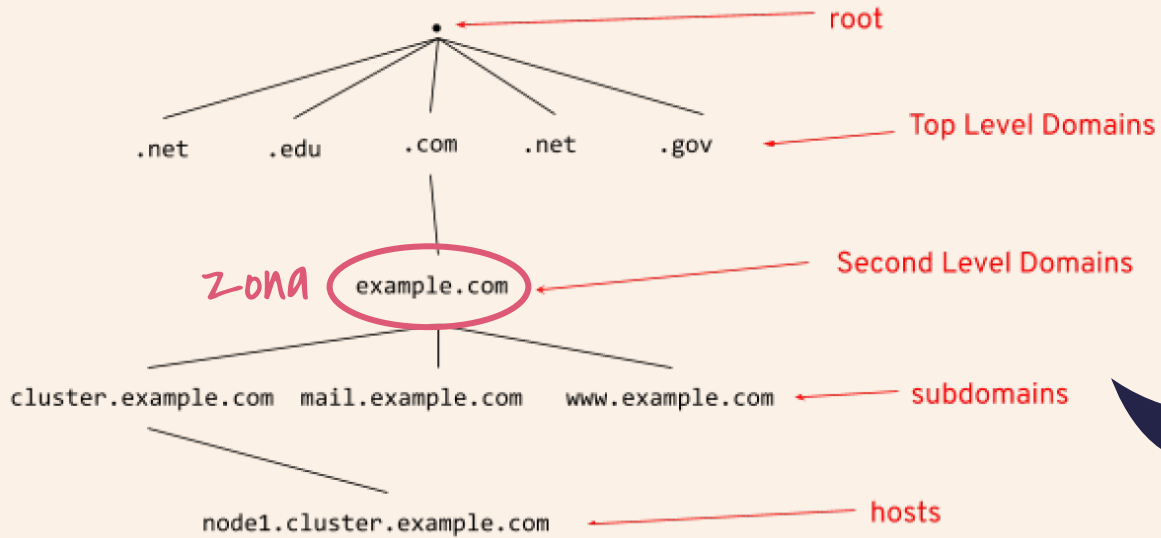 root
.net .edu .com .net .gov
Top Level Domains
zona
example.com
Second Level Domains
cluster.example.com mail.example.com www.example.com
subdomains
node1.cluster.example.com
hosts